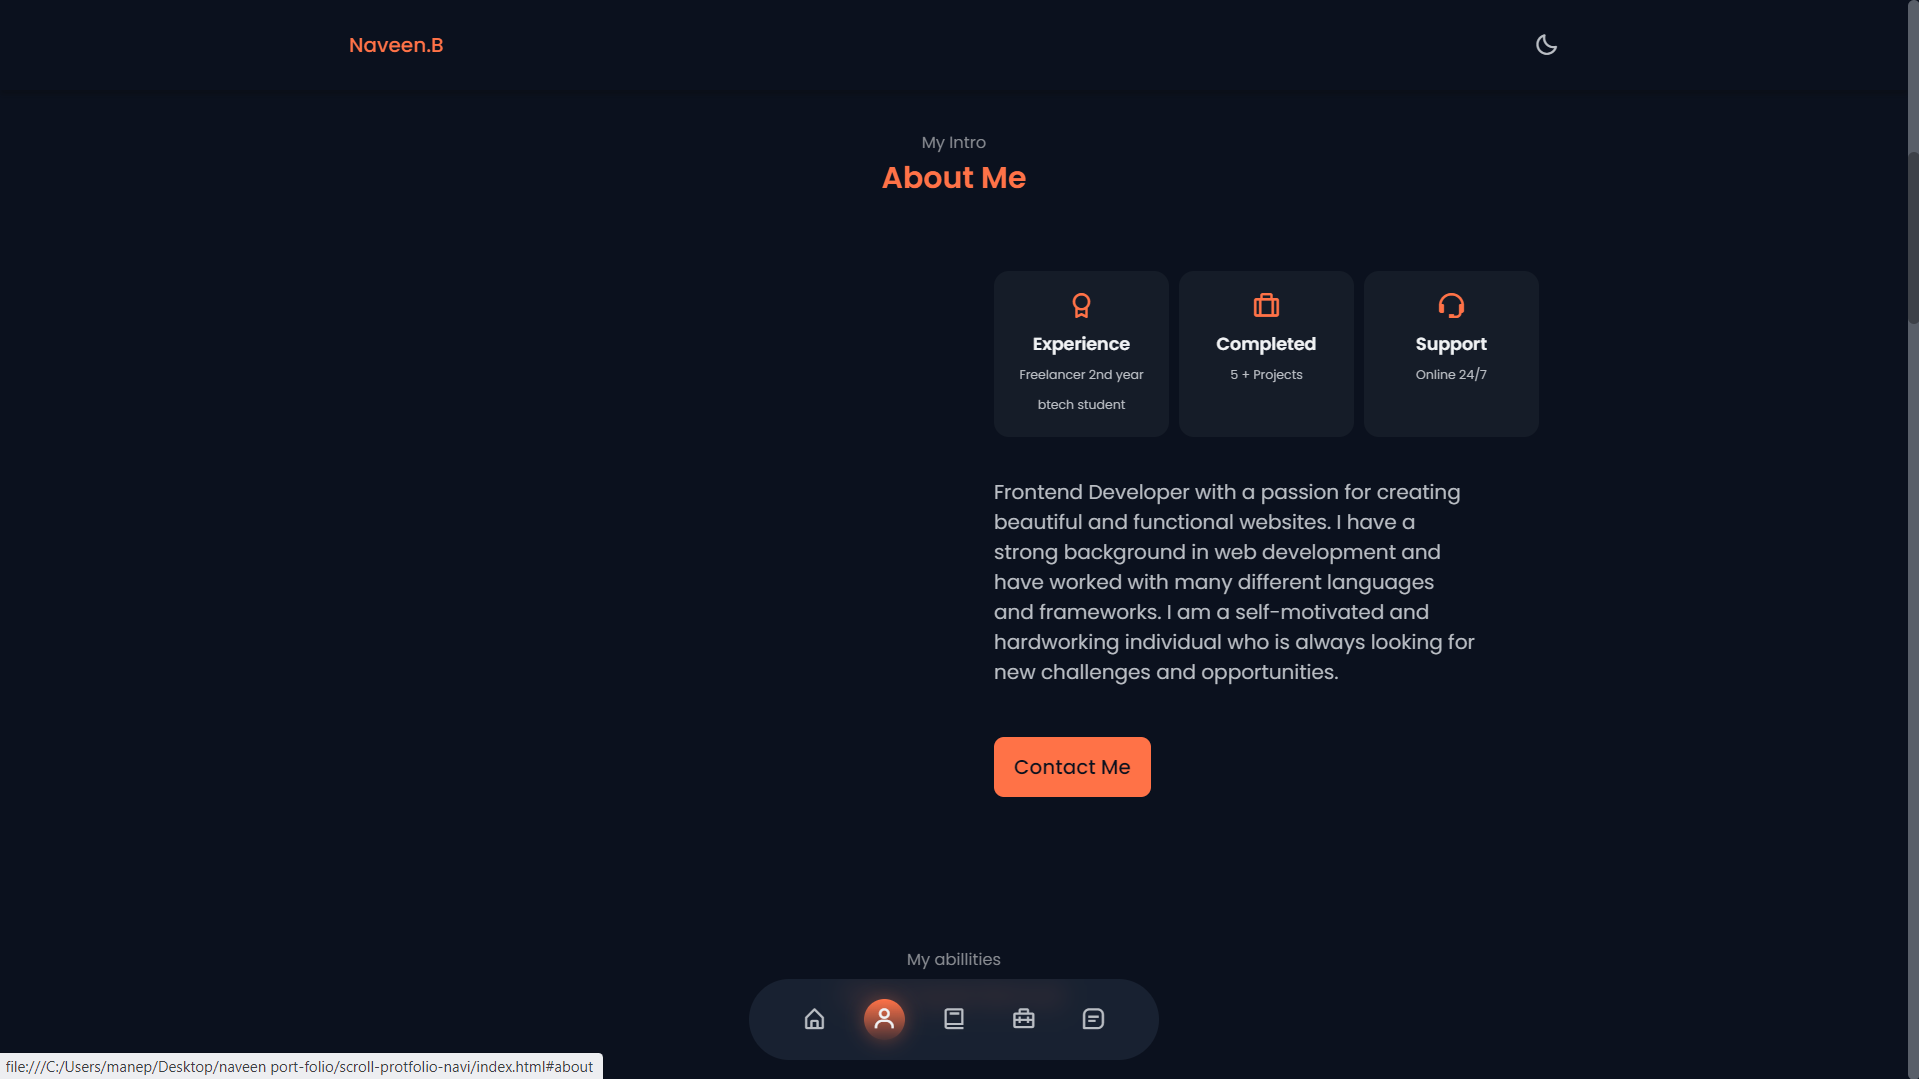 Naveen.B
My Intro
About Me
Experience
Freelancer 2nd year
btech student
Completed
5 + Projects
Support
Online 24/7
Frontend Developer with a passion for creating
beautiful and functional websites. I have a
strong background in web development and
have worked with many different languages
and frameworks. I am a self-motivated and
hardworking individual who is always looking for
new challenges and opportunities.
Contact Me
My abillities
file:///C:/Users/manep/Desktop/naveen port-folio/scroll-protfolio-navi/index.html#about